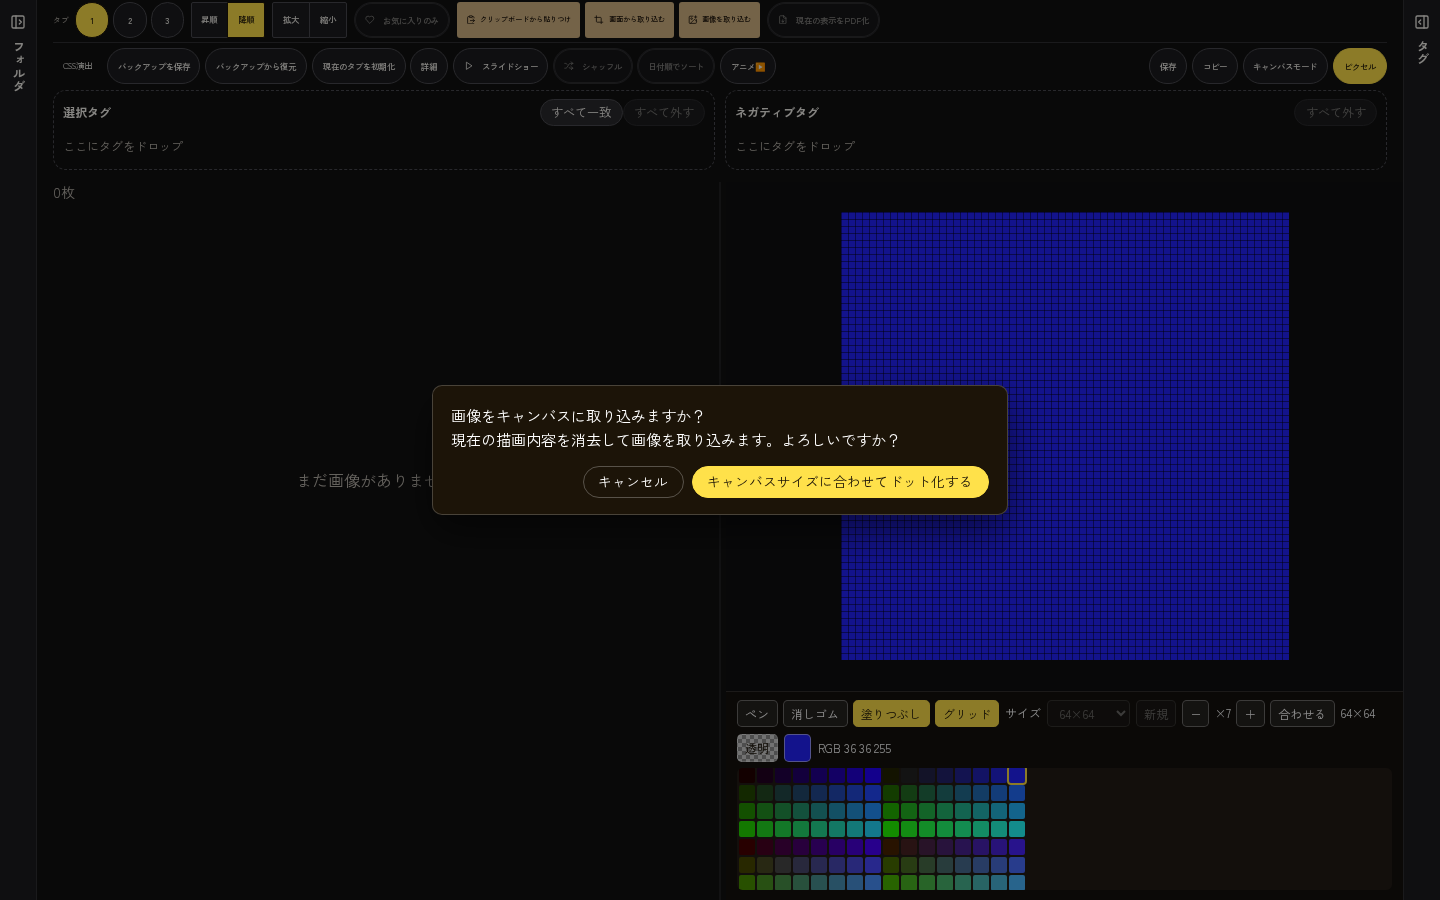 フォルダ
タブ 1 2 3 昇順 降順 拡大 縮小 お気に入りのみ クリップボードから貼りつけ 画面から取り込む 画像を取り込む 現在の表示をPDF化
CSS演出 バックアップを保存 バックアップから復元 現在のタブを初期化 詳細 スライドショー シャッフル 日付順でソート アニメ▶ 保存 コピー キャンバスモード ピクセル
タグ
選択タグ すべて一致 すべて外す
ここにタグをドロップ
ネガティブタグ すべて外す
ここにタグをドロップ
0枚
まだ画像がありませ
画像をキャンバスに取り込みますか？
現在の描画内容を消去して画像を取り込みます。よろしいですか？
キャンセル キャンバスサイズに合わせてドット化する
ペン 消しゴム 塗りつぶし グリッド サイズ 64×64 新規 − ×7 + 合わせる 64×64
透明 RGB 36 36 255